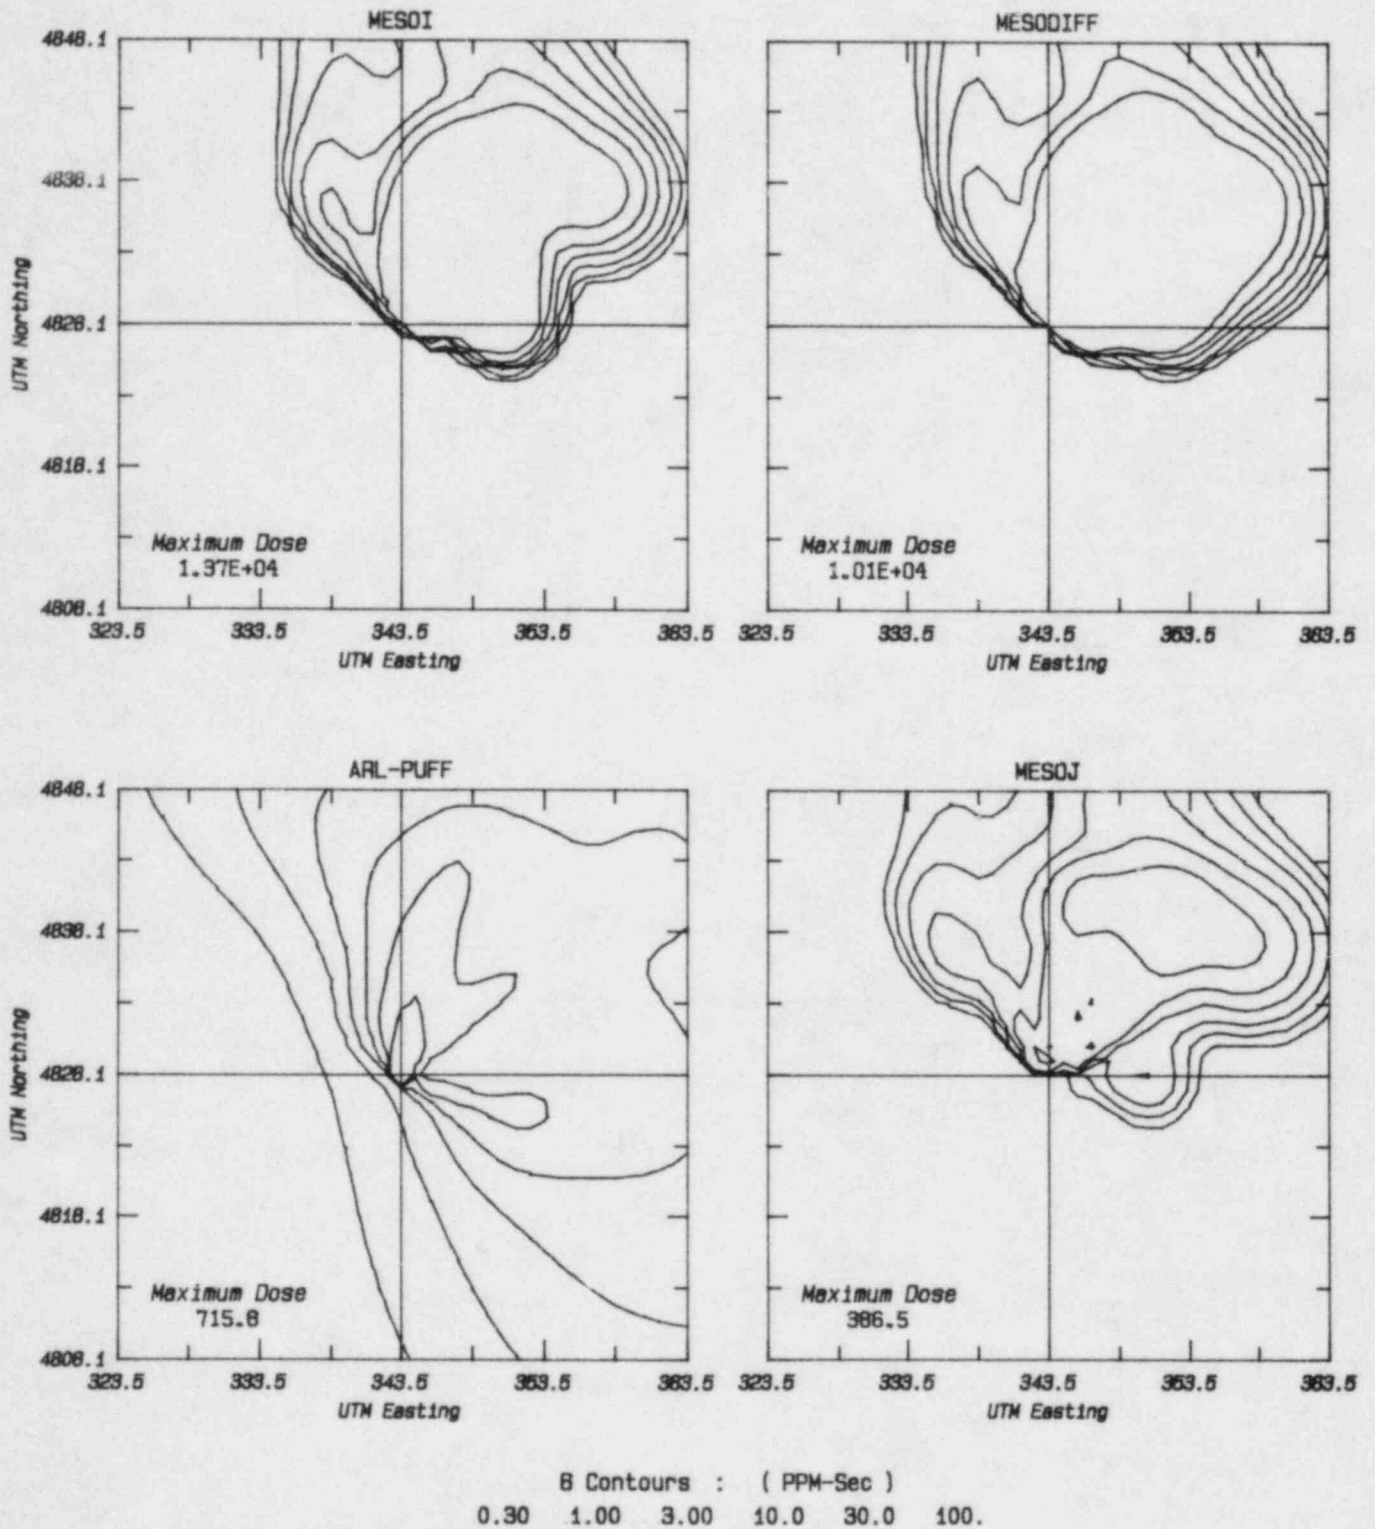 MESOI
4848.1
4838.1
4828.1
4818.1
4808.1
UTM Northing
Maximum Dose
1.37E+04
323.5 333.5 343.5 353.5 363.5
UTM Easting
MESODIFF
Maximum Dose
1.01E+04
323.5 333.5 343.5 353.5 363.5
UTM Easting
ARL-PUFF
4848.1
4838.1
4828.1
4818.1
4808.1
UTM Northing
Maximum Dose
715.8
323.5 333.5 343.5 353.5 363.5
UTM Easting
MESOJ
Maximum Dose
386.5
323.5 333.5 343.5 353.5 363.5
UTM Easting
6 Contours : ( PPM-Sec )
0.30 1.00 3.00 10.0 30.0 100.